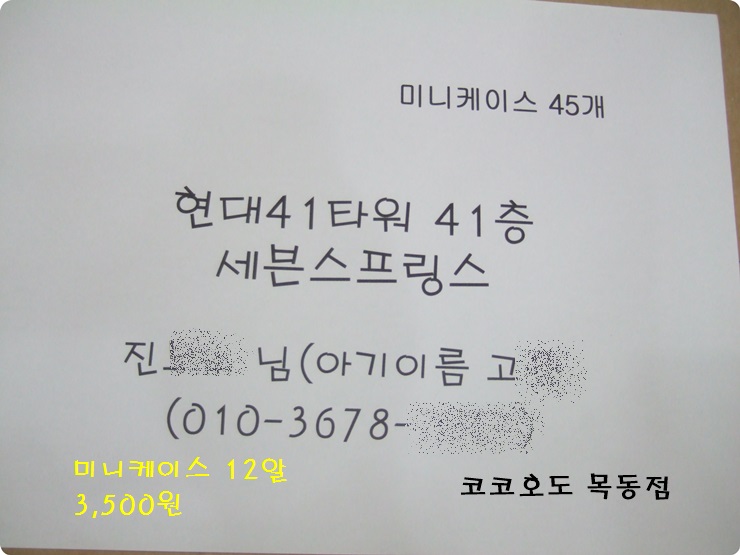 미니케이스 45개
현대41타워 41층
세븐스프링스
진 님(아기이름 고
(010-3678-
미니케이스 12알
3,500원
코코호도 목동점